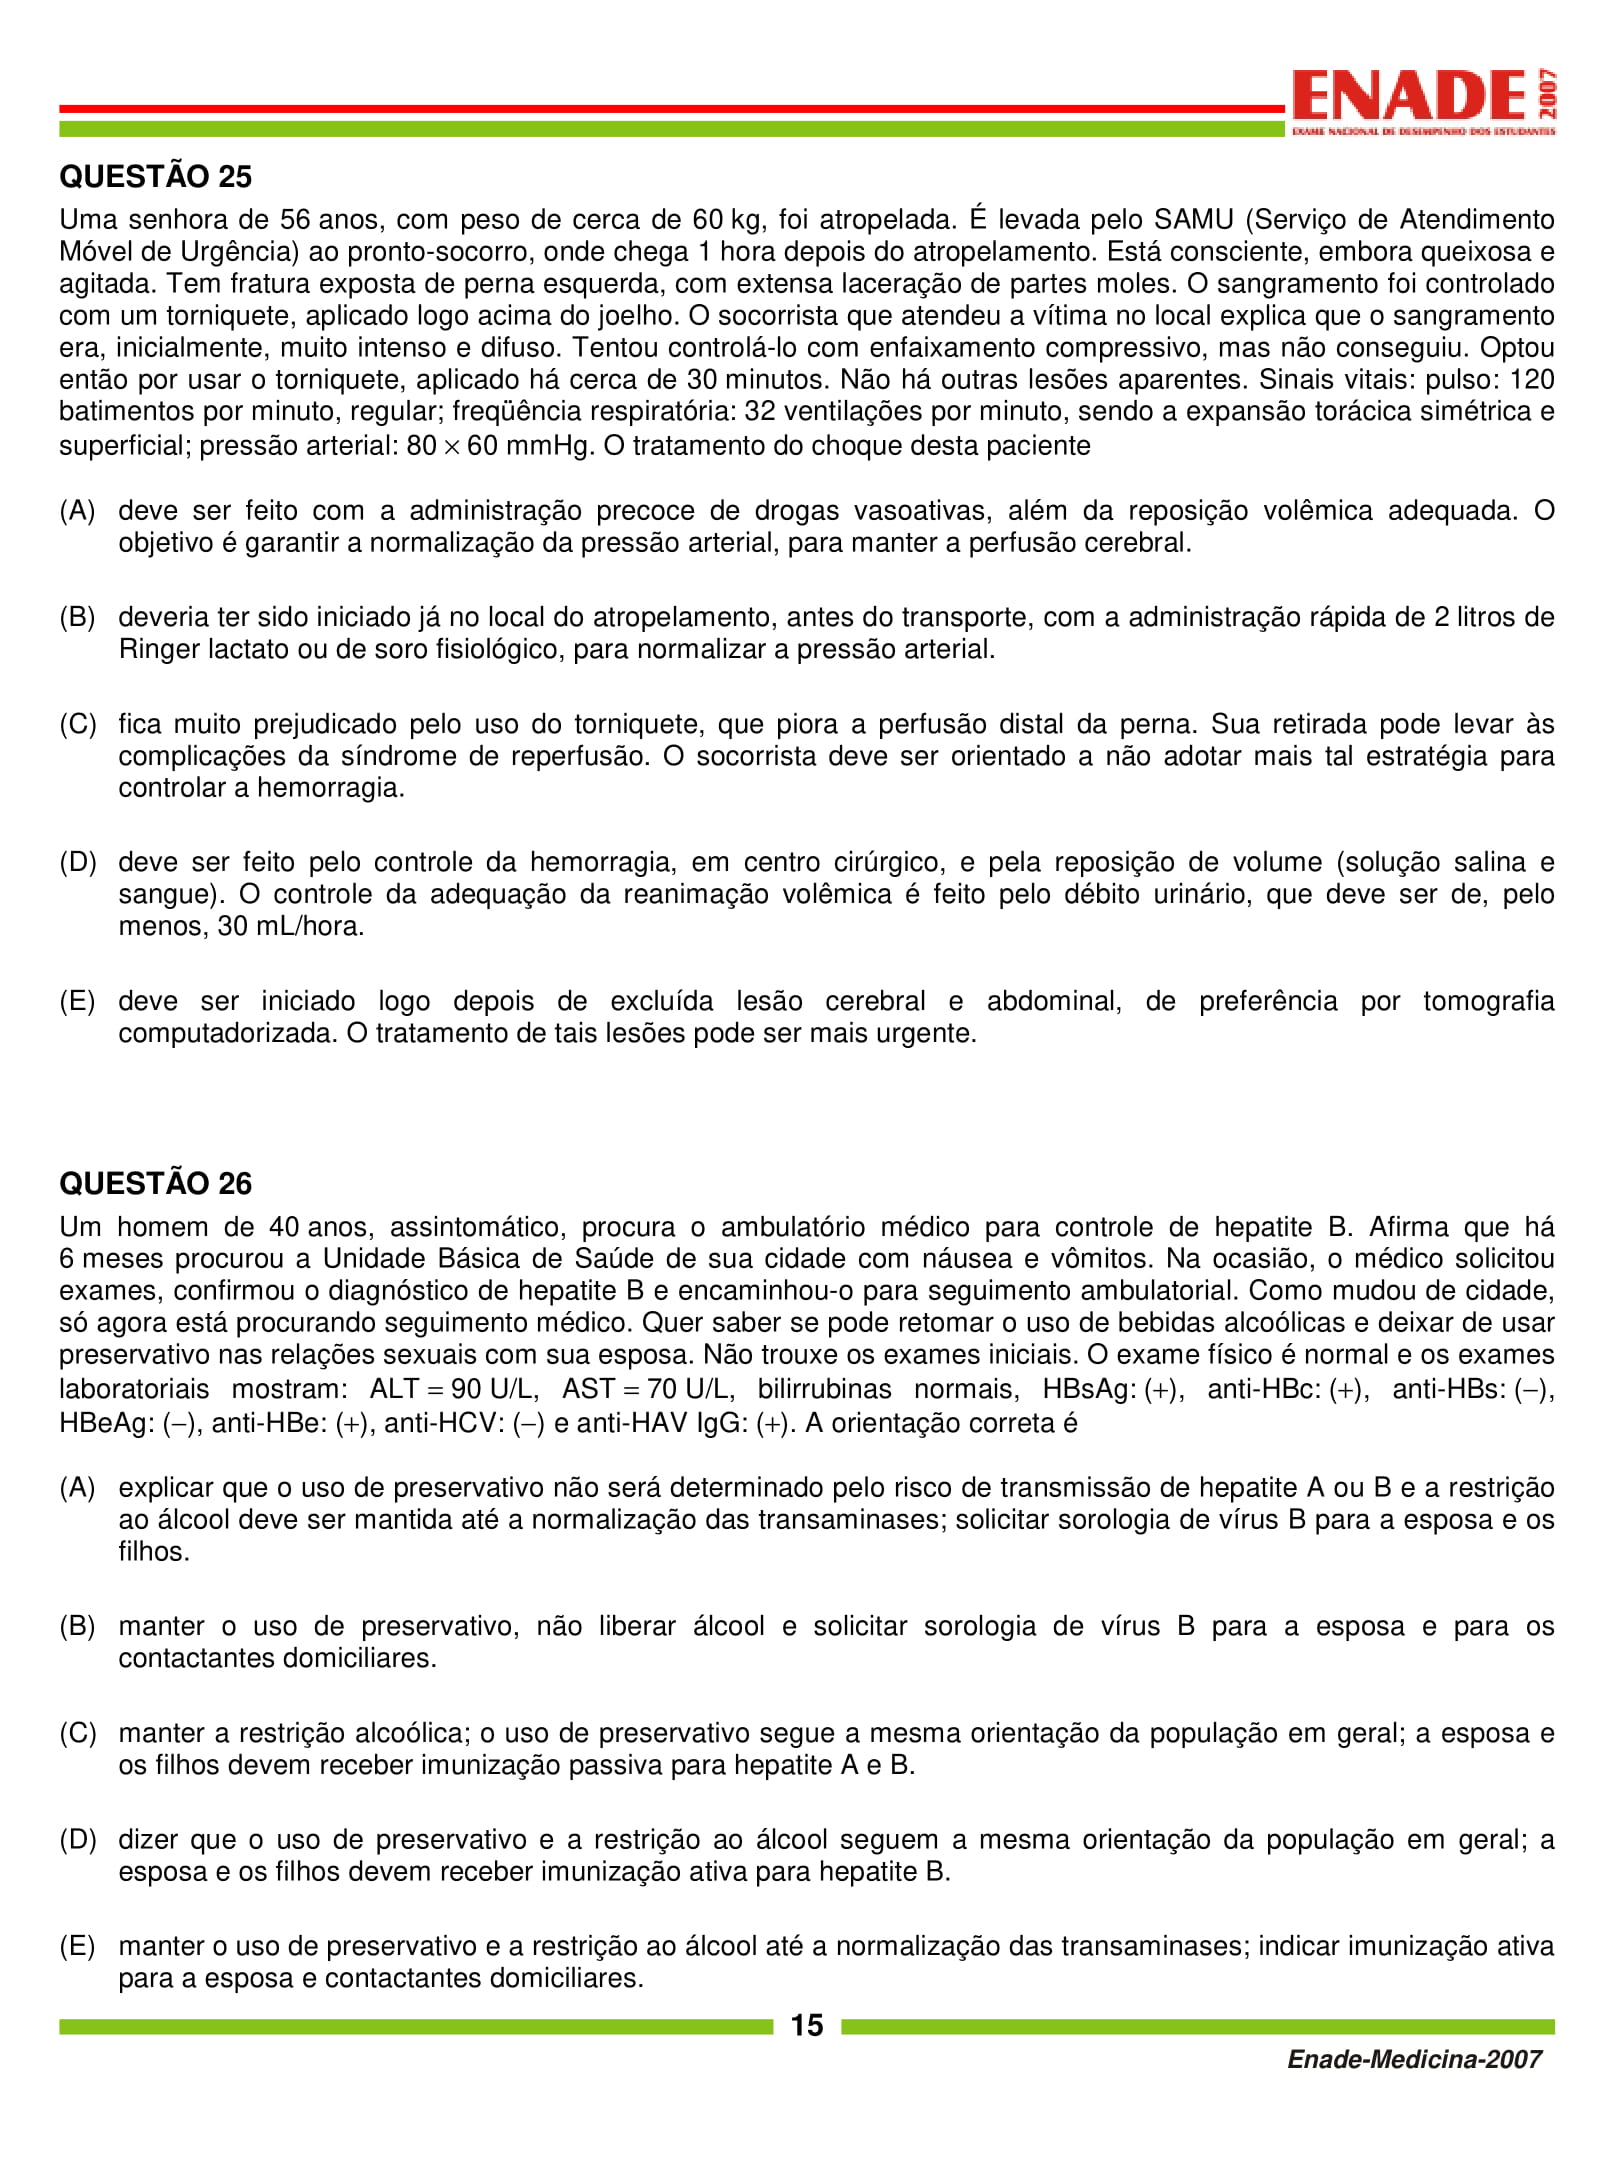 ENADE 2007
EXAME NACIONAL DE DESEMPENHO DOS ESTUDANTES
QUESTÃO 25
Uma senhora de 56 anos, com peso de cerca de 60 kg, foi atropelada. É levada pelo SAMU (Serviço de Atendimento
Móvel de Urgência) ao pronto-socorro, onde chega 1 hora depois do atropelamento. Está consciente, embora queixosa e
agitada. Tem fratura exposta de perna esquerda, com extensa laceração de partes moles. O sangramento foi controlado
com um torniquete, aplicado logo acima do joelho. O socorrista que atendeu a vítima no local explica que o sangramento
era, inicialmente, muito intenso e difuso. Tentou controlá-lo com enfaixamento compressivo, mas não conseguiu. Optou
então por usar o torniquete, aplicado há cerca de 30 minutos. Não há outras lesões aparentes. Sinais vitais: pulso: 120
batimentos por minuto, regular; freqüência respiratória: 32 ventilações por minuto, sendo a expansão torácica simétrica e
superficial; pressão arterial: 80 × 60 mmHg. O tratamento do choque desta paciente
(A) deve ser feito com a administração precoce de drogas vasoativas, além da reposição volêmica adequada. O
objetivo é garantir a normalização da pressão arterial, para manter a perfusão cerebral.
(B) deveria ter sido iniciado já no local do atropelamento, antes do transporte, com a administração rápida de 2 litros de
Ringer lactato ou de soro fisiológico, para normalizar a pressão arterial.
(C) fica muito prejudicado pelo uso do torniquete, que piora a perfusão distal da perna. Sua retirada pode levar às
complicações da síndrome de reperfusão. O socorrista deve ser orientado a não adotar mais tal estratégia para
controlar a hemorragia.
(D) deve ser feito pelo controle da hemorragia, em centro cirúrgico, e pela reposição de volume (solução salina e
sangue). O controle da adequação da reanimação volêmica é feito pelo débito urinário, que deve ser de, pelo
menos, 30 mL/hora.
(E) deve ser iniciado logo depois de excluída lesão cerebral e abdominal, de preferência por tomografia
computadorizada. O tratamento de tais lesões pode ser mais urgente.
QUESTÃO 26
Um homem de 40 anos, assintomático, procura o ambulatório médico para controle de hepatite B. Afirma que há
6 meses procurou a Unidade Básica de Saúde de sua cidade com náusea e vômitos. Na ocasião, o médico solicitou
exames, confirmou o diagnóstico de hepatite B e encaminhou-o para seguimento ambulatorial. Como mudou de cidade,
só agora está procurando seguimento médico. Quer saber se pode retomar o uso de bebidas alcoólicas e deixar de usar
preservativo nas relações sexuais com sua esposa. Não trouxe os exames iniciais. O exame físico é normal e os exames
laboratoriais mostram: ALT = 90 U/L, AST = 70 U/L, bilirrubinas normais, HBsAg: (+), anti-HBc: (+), anti-HBs: (−),
HBeAg: (−), anti-HBe: (+), anti-HCV: (−) e anti-HAV IgG: (+). A orientação correta é
(A) explicar que o uso de preservativo não será determinado pelo risco de transmissão de hepatite A ou B e a restrição
ao álcool deve ser mantida até a normalização das transaminases; solicitar sorologia de vírus B para a esposa e os
filhos.
(B) manter o uso de preservativo, não liberar álcool e solicitar sorologia de vírus B para a esposa e para os
contactantes domiciliares.
(C) manter a restrição alcoólica; o uso de preservativo segue a mesma orientação da população em geral; a esposa e
os filhos devem receber imunização passiva para hepatite A e B.
(D) dizer que o uso de preservativo e a restrição ao álcool seguem a mesma orientação da população em geral; a
esposa e os filhos devem receber imunização ativa para hepatite B.
(E) manter o uso de preservativo e a restrição ao álcool até a normalização das transaminases; indicar imunização ativa
para a esposa e contactantes domiciliares.
15
Enade-Medicina-2007